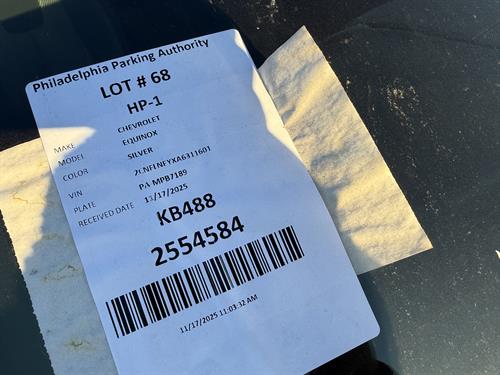 Philadelphia Parking Authority
LOT # 68
HP-1
MAKE CHEVROLET
MODEL EQUINOX
COLOR SILVER
VIN
PLATE PA MPB7189
RECEIVED DATE 11/17/2025
KB488
2554584
11/17/2025 11:03:32 AM